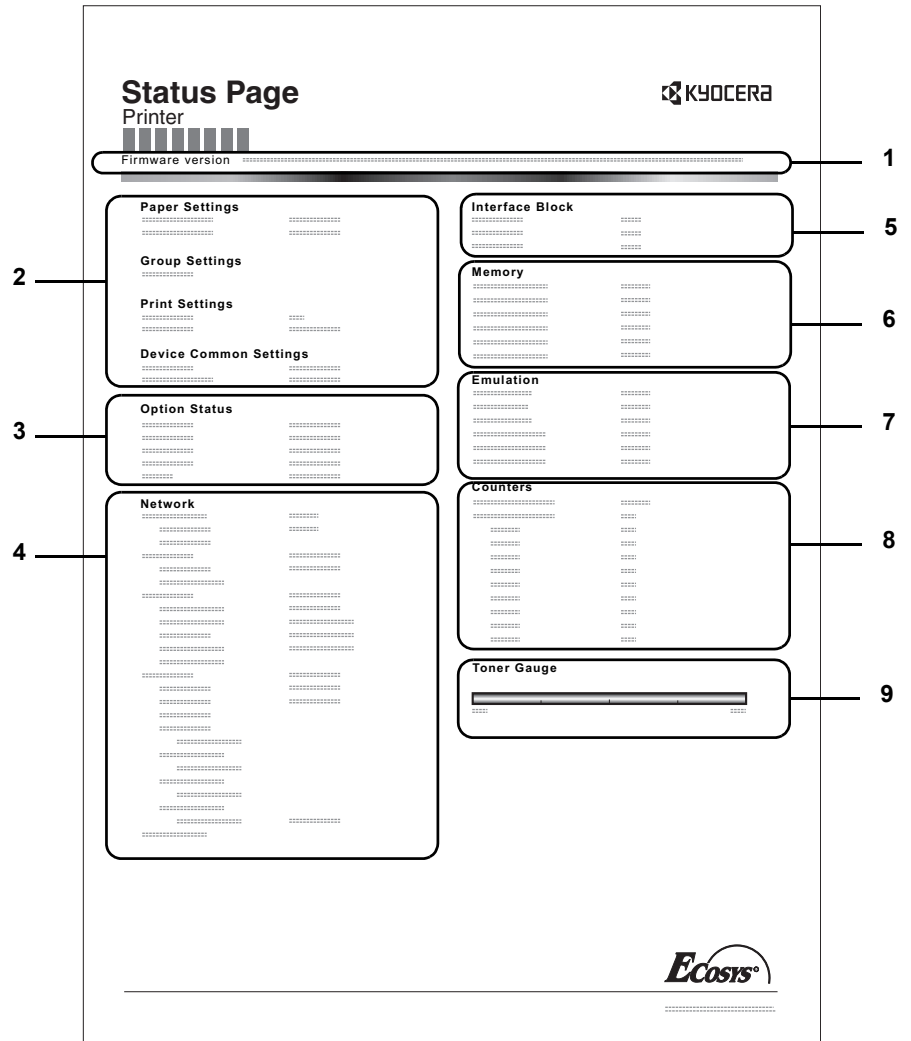 Status Page
KYOCERA
Printer
Firmware version
1
Paper Settings
Group Settings
Print Settings
Device Common Settings
2
Option Status
3
Network
4
Interface Block
5
Memory
6
Emulation
7
Counters
8
Toner Gauge
9
ECOSYS